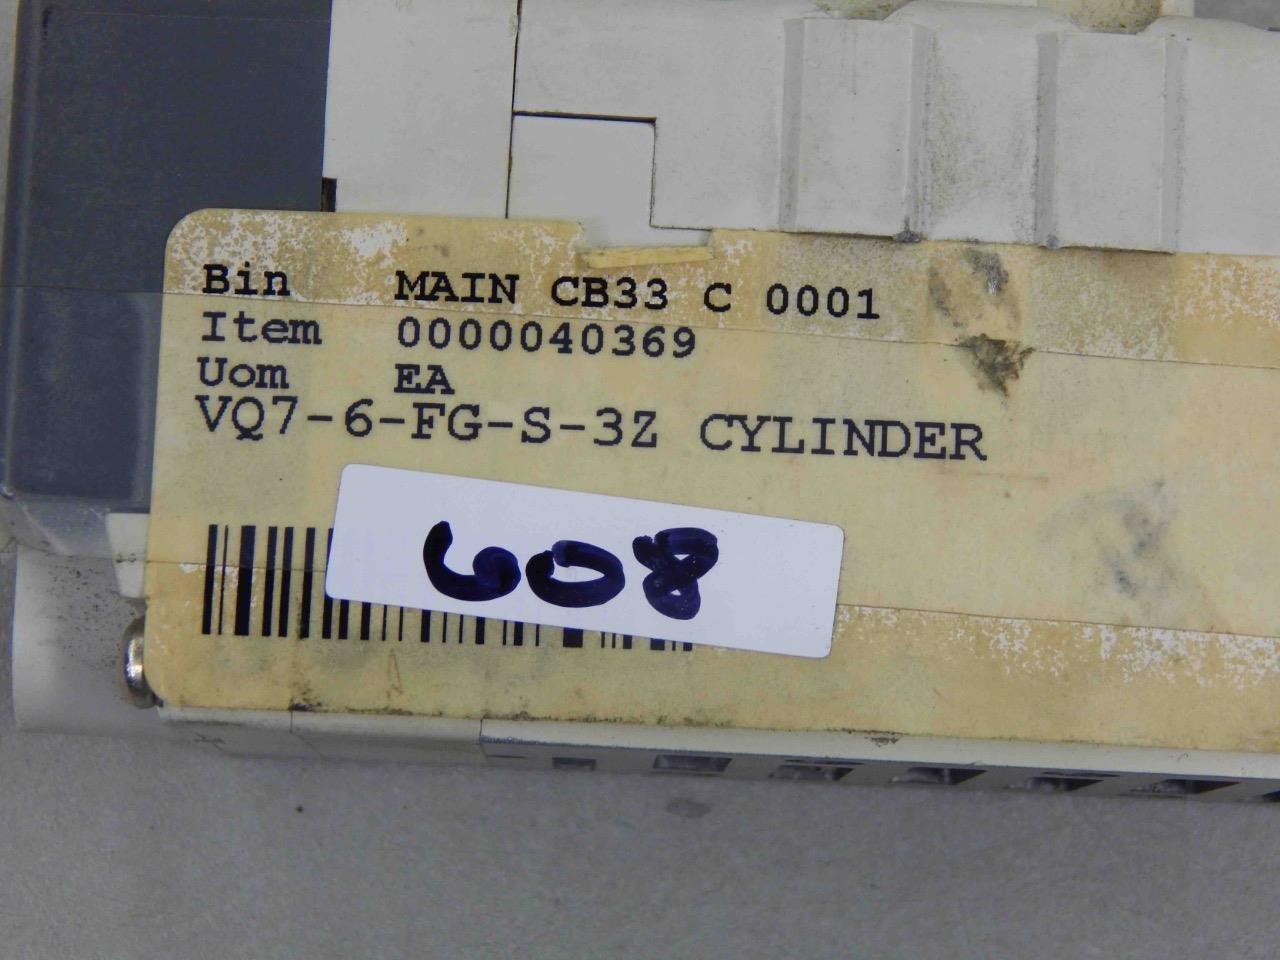 Bin MAIN CB33 C 0001
Item 0000040369
Uom EA
VQ7-6-FG-S-3Z CYLINDER
608